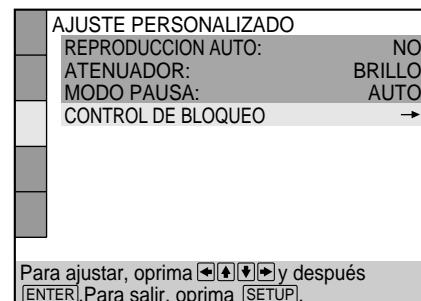 AJUSTE PERSONALIZADO
REPRODUCCION AUTO: NO
ATENUADOR: BRILLO
MODO PAUSA: AUTO
CONTROL DE BLOQUEO →
Para ajustar, oprima ←↑↓→ y después
ENTER.Para salir, oprima SETUP.